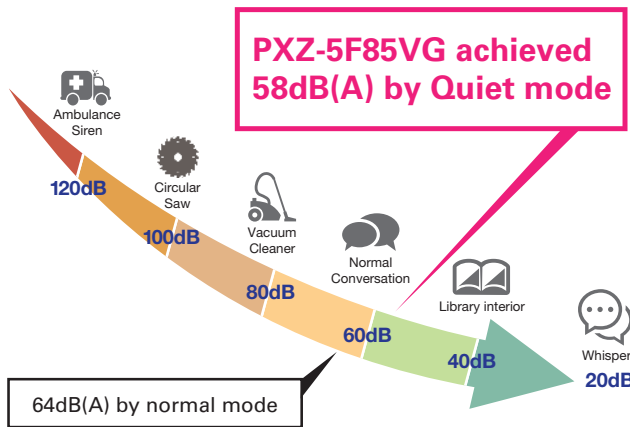 PXZ-5F85VG achieved
58dB(A) by Quiet mode
Ambulance
Siren
120dB
Circular
Saw
100dB
Vacuum
Cleaner
80dB
Normal
Conversation
60dB
Library interior
40dB
Whisper
20dB
64dB(A) by normal mode